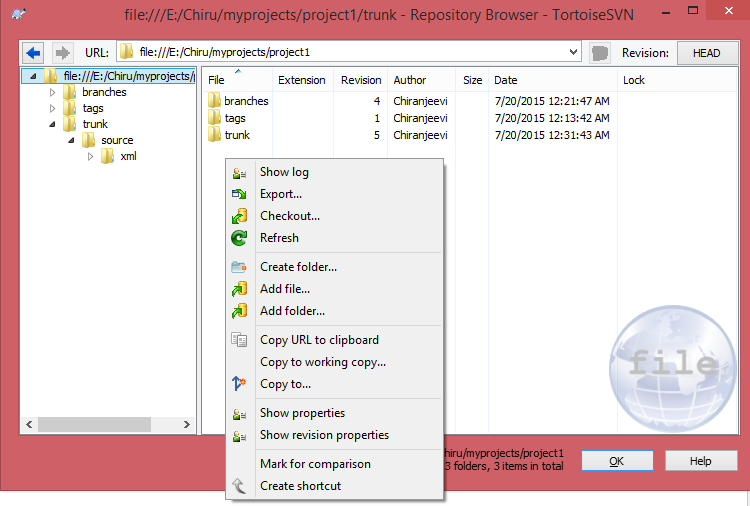 file:///E:/Chiru/myprojects/project1/trunk - Repository Browser - TortoiseSVN
URL: file:///E:/Chiru/myprojects/project1 Revision: HEAD
file:///E:/Chiru/myprojects/
branches
tags
trunk
source
xml
File Extension Revision Author Size Date Lock
branches 4 Chiranjeevi 7/20/2015 12:21:47 AM
tags 1 Chiranjeevi 7/20/2015 12:13:42 AM
trunk 5 Chiranjeevi 7/20/2015 12:31:43 AM
Show log
Export...
Checkout...
Refresh
Create folder...
Add file...
Add folder...
Copy URL to clipboard
Copy to working copy...
Copy to...
Show properties
Show revision properties
Mark for comparison
Create shortcut
file
Chiru/myprojects/project1
3 folders, 3 items in total
OK
Help